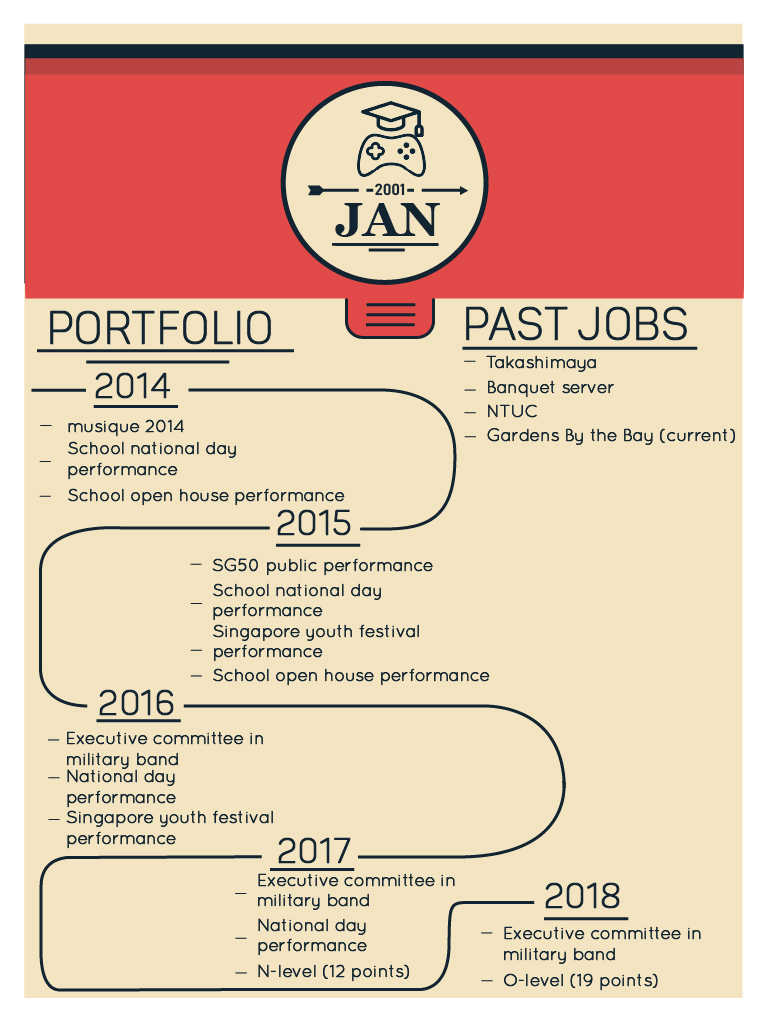 -2001-
JAN
PORTFOLIO
PAST JOBS
– Takashimaya
– Banquet server
– NTUC
– Gardens By the Bay (current)
2014
– musique 2014
– School national day
performance
– School open house performance
2015
– SG50 public performance
– School national day
performance
– Singapore youth festival
performance
– School open house performance
2016
– Executive committee in
military band
– National day
performance
– Singapore youth festival
performance
2017
– Executive committee in
military band
– National day
performance
– N-level (12 points)
2018
– Executive committee in
military band
– O-level (19 points)